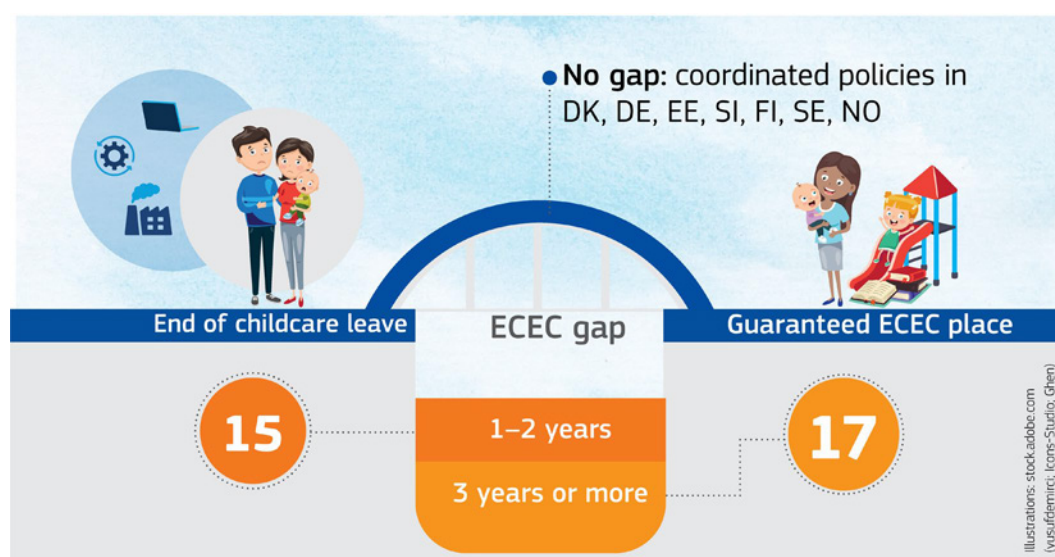 No gap: coordinated policies in
DK, DE, EE, SI, FI, SE, NO
End of childcare leave
ECEC gap
Guaranteed ECEC place
15
1–2 years
17
3 years or more
Illustrations: stock.adobe.com
(yusufdemirci; Icons-Studio; Ghen)